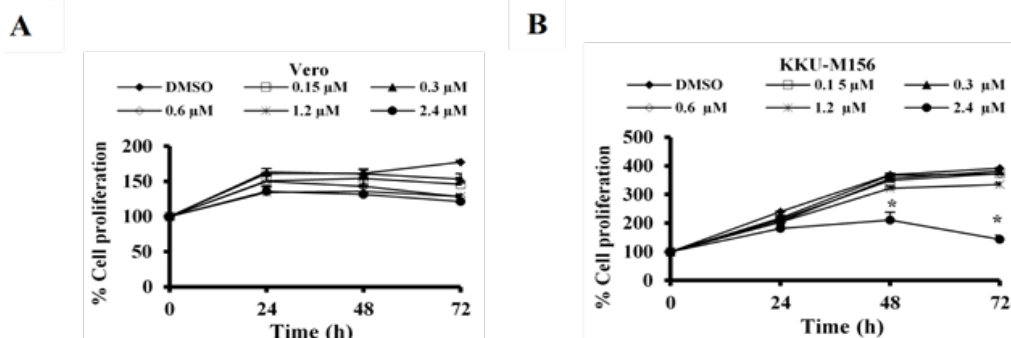 A
Vero
DMSO 0.15 µM 0.3 µM
0.6 µM 1.2 µM 2.4 µM
% Cell proliferation
200
150
100
50
0
0 24 48 72
Time (h)
B
KKU-M156
DMSO 0.1 5 µM 0.3 µM
0.6 µM 1.2 µM 2.4 µM
% Cell proliferation
500
400
300
200
100
0
*
*
0 24 48 72
Time (h)